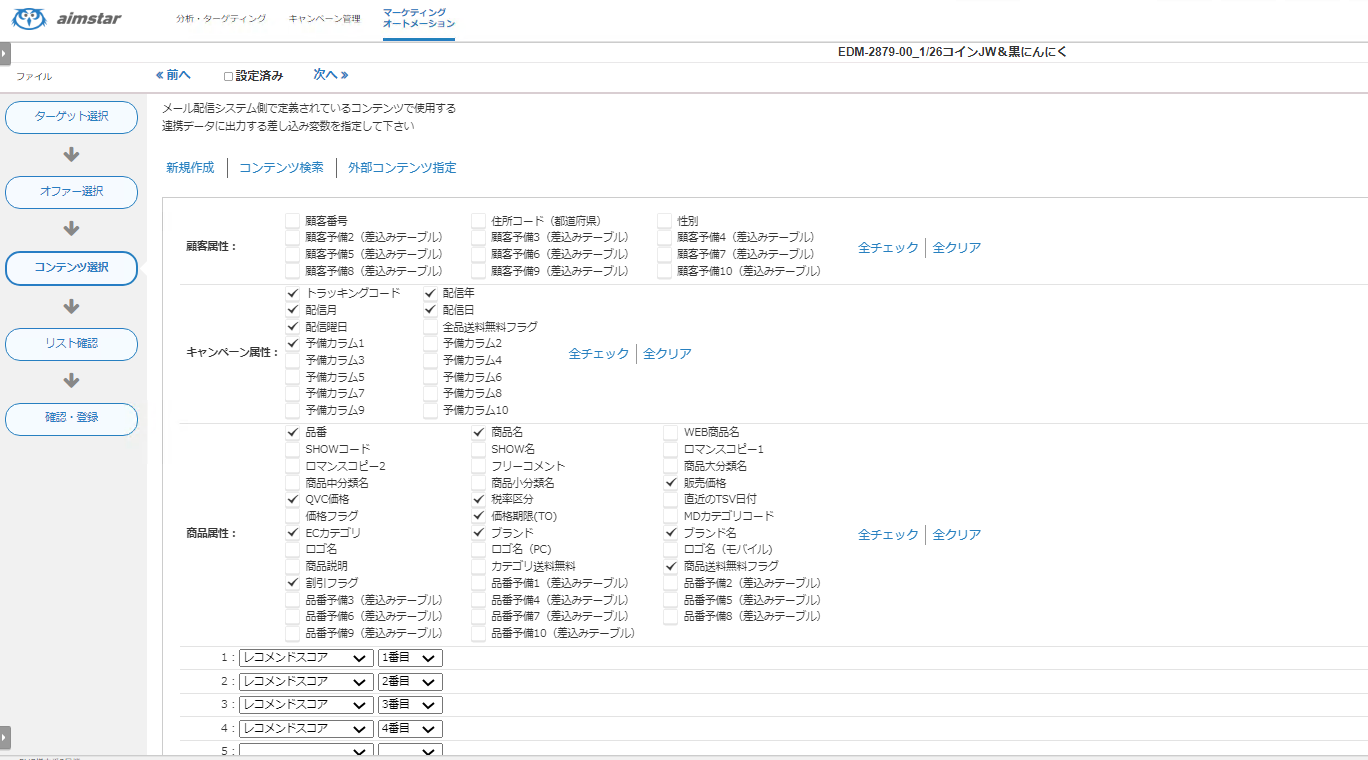 aimstar
分析・ターゲティング キャンペーン管理 マーケティング
オートメーション
EDM-2879-00_1/26コインJW＆黒にんにく
ファイル
≪ 前へ 設定済み 次へ ≫
ターゲット選択
オファー選択
コンテンツ選択
リスト確認
確認・登録
メール配信システム側で定義されているコンテンツで使用する
連携データに出力する差し込み変数を指定して下さい
新規作成 コンテンツ検索 外部コンテンツ指定
顧客属性：
顧客番号 住所コード（都道府県） 性別
顧客予備2（差込みテーブル） 顧客予備3（差込みテーブル） 顧客予備4（差込みテーブル）
顧客予備5（差込みテーブル） 顧客予備6（差込みテーブル） 顧客予備7（差込みテーブル）
顧客予備8（差込みテーブル） 顧客予備9（差込みテーブル） 顧客予備10（差込みテーブル）
全チェック 全クリア
キャンペーン属性：
トラッキングコード 配信年
配信月 配信日
配信曜日 全品送料無料フラグ
予備カラム1 予備カラム2
予備カラム3 予備カラム4
予備カラム5 予備カラム6
予備カラム7 予備カラム8
予備カラム9 予備カラム10
全チェック 全クリア
商品属性：
品番 商品名 WEB商品名
SHOWコード SHOW名 ロマンスコピー1
ロマンスコピー2 フリーコメント 商品大分類名
商品中分類名 商品小分類名 販売価格
QVC価格 税率区分 直近のTSV日付
価格フラグ 価格期限(TO) MDカテゴリコード
ECカテゴリ ブランド ブランド名
ロゴ名 ロゴ名（PC) ロゴ名（モバイル）
商品説明 カテゴリ送料無料 商品送料無料フラグ
割引フラグ 品番予備1（差込みテーブル） 品番予備2（差込みテーブル）
品番予備3（差込みテーブル） 品番予備4（差込みテーブル） 品番予備5（差込みテーブル）
品番予備6（差込みテーブル） 品番予備7（差込みテーブル） 品番予備8（差込みテーブル）
品番予備9（差込みテーブル） 品番予備10（差込みテーブル）
全チェック 全クリア
1： レコメンドスコア 1番目
2： レコメンドスコア 2番目
3： レコメンドスコア 3番目
4： レコメンドスコア 4番目
5：